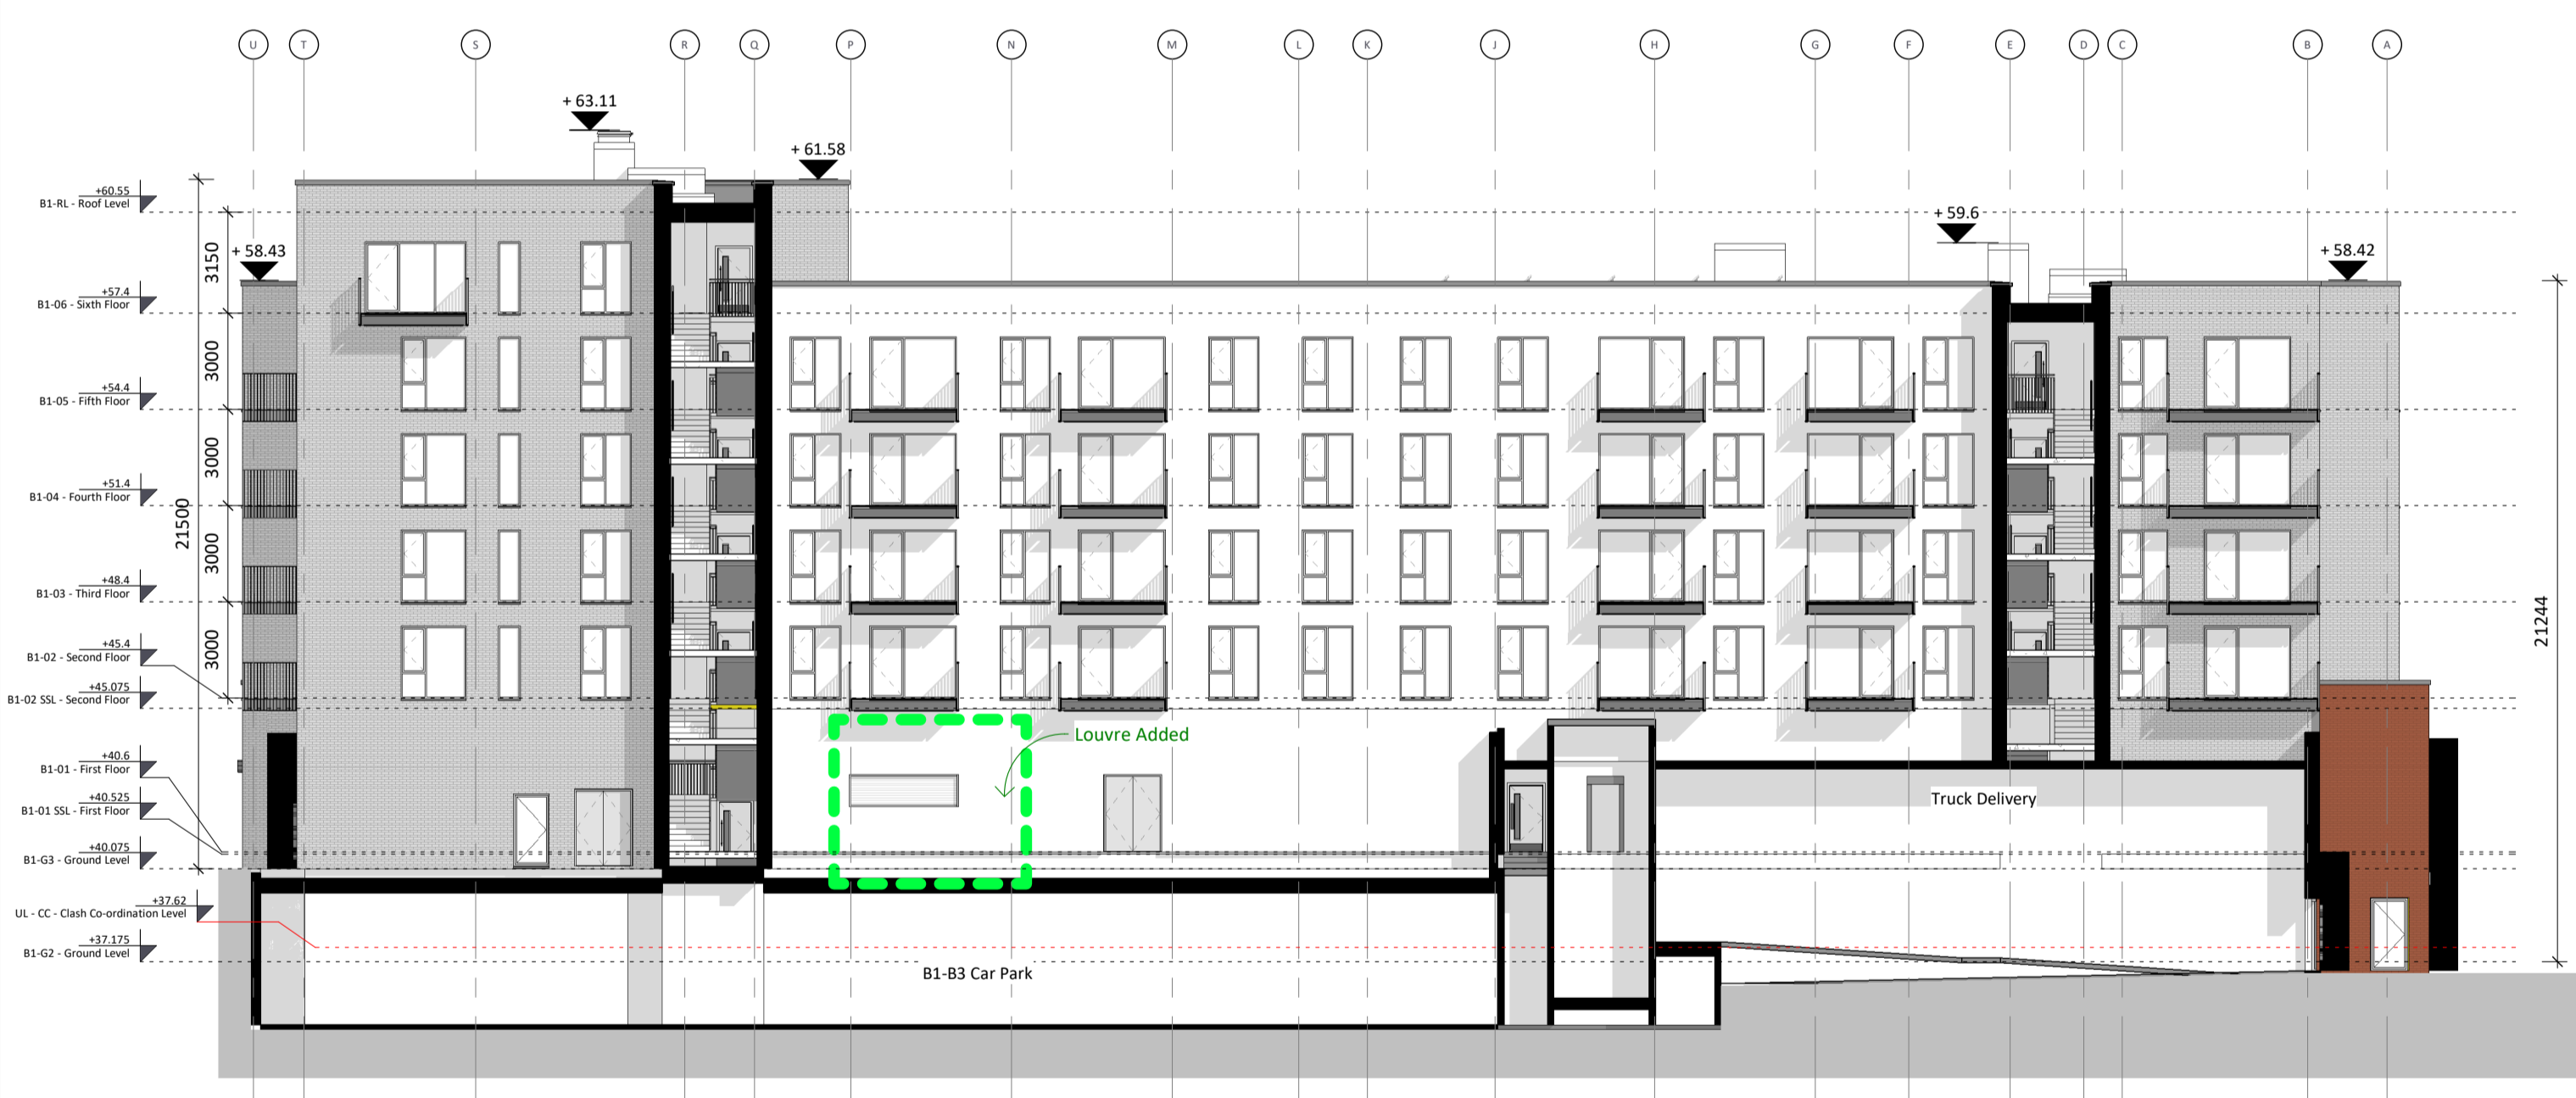 U T S R Q P N M L K J H G F E D C B A
+ 63.11
+ 61.58
+60.55
B1-RL - Roof Level
+ 59.6
+ 58.43
+ 58.42
3150
+57.4
B1-06 - Sixth Floor
3000
+54.4
B1-05 - Fifth Floor
3000
+51.4
B1-04 - Fourth Floor
21500
3000
+48.4
B1-03 - Third Floor
21244
3000
+45.4
B1-02 - Second Floor
+45.075
B1-02 SSL - Second Floor
Louvre Added
+40.6
B1-01 - First Floor
Truck Delivery
+40.525
B1-01 SSL - First Floor
+40.075
B1-G3 - Ground Level
+37.62
UL - CC - Clash Co-ordination Level
+37.175
B1-G2 - Ground Level
B1-B3 Car Park